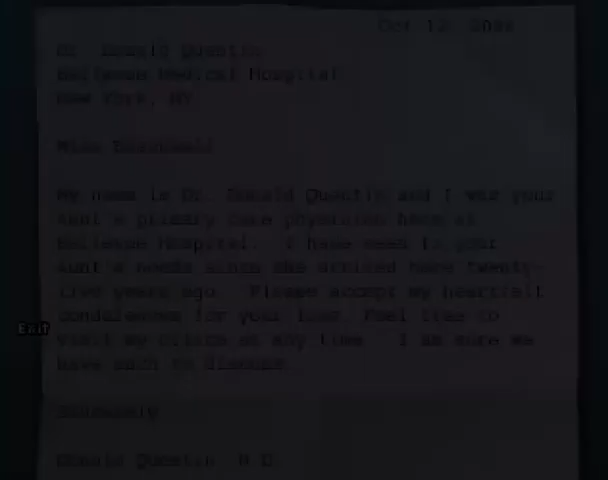 Oct 12,
Dr. Donald Quentin
Bellevue Medical Hospital
New York, NY
Miss
My name is Dr. Donald Quentin and I was your
aunt's primary care physician here at
Bellevue Hospital. I have seen to your
aunt's needs since she arrived here twenty-
five years ago. Please accept my heartfelt
condolences for your loss. Feel free to
visit my office at any time. I am sure we
have much to discuss.
Exit
Sincerely
Donald Quentin, M.D.